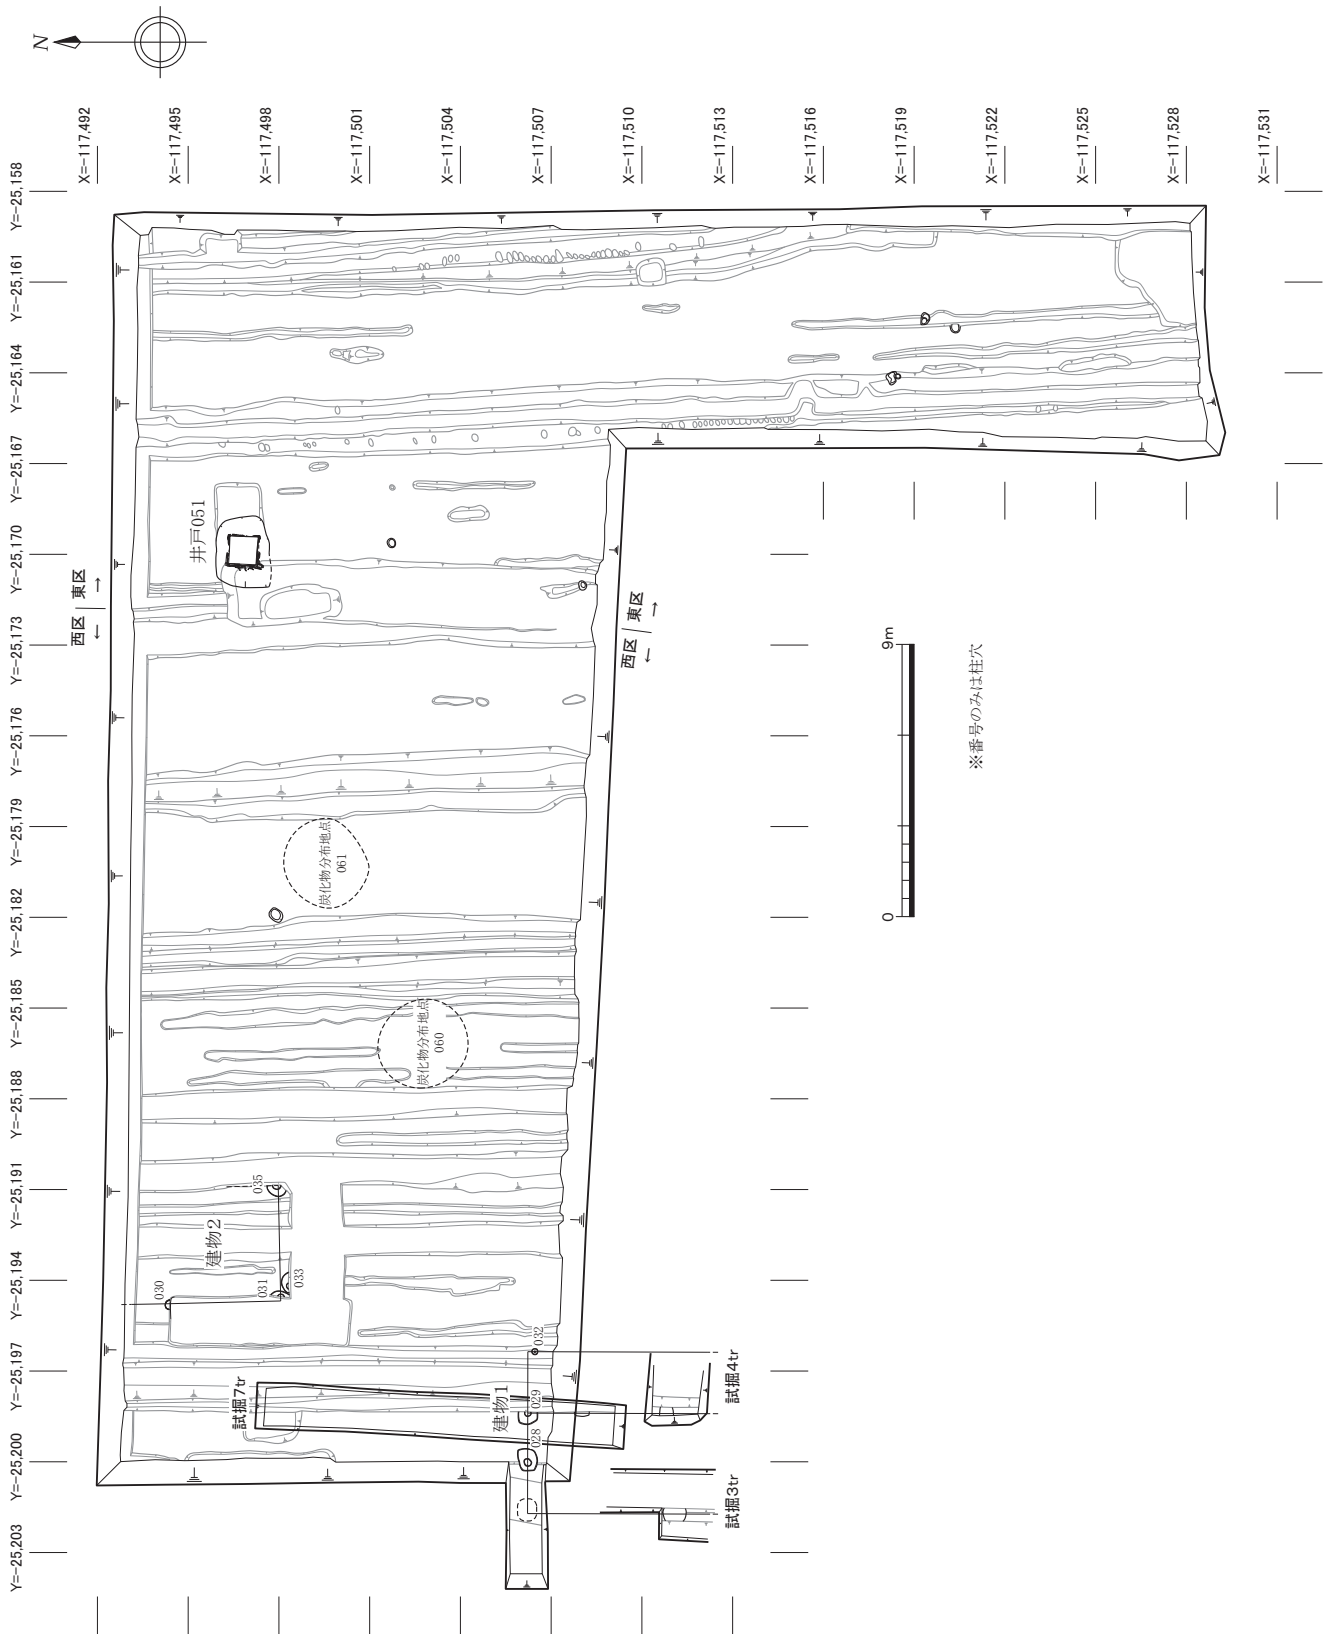 N
X=-117,492
X=-117,495
X=-117,498
X=-117,501
X=-117,504
X=-117,507
X=-117,510
X=-117,513
X=-117,516
X=-117,519
X=-117,522
X=-117,525
X=-117,528
X=-117,531
Y=-25,158
Y=-25,161
Y=-25,164
Y=-25,167
Y=-25,170
Y=-25,173
Y=-25,176
Y=-25,179
Y=-25,182
Y=-25,185
Y=-25,188
Y=-25,191
Y=-25,194
Y=-25,197
Y=-25,200
Y=-25,203
井戸051
西区 東区
← →
西区 東区
← →
炭化物分布地点
061
炭化物分布地点
060
建物2
035
030
031
033
032
建物1
029
028
試掘7tr
試掘4tr
試掘3tr
0 9m
※番号のみは柱穴